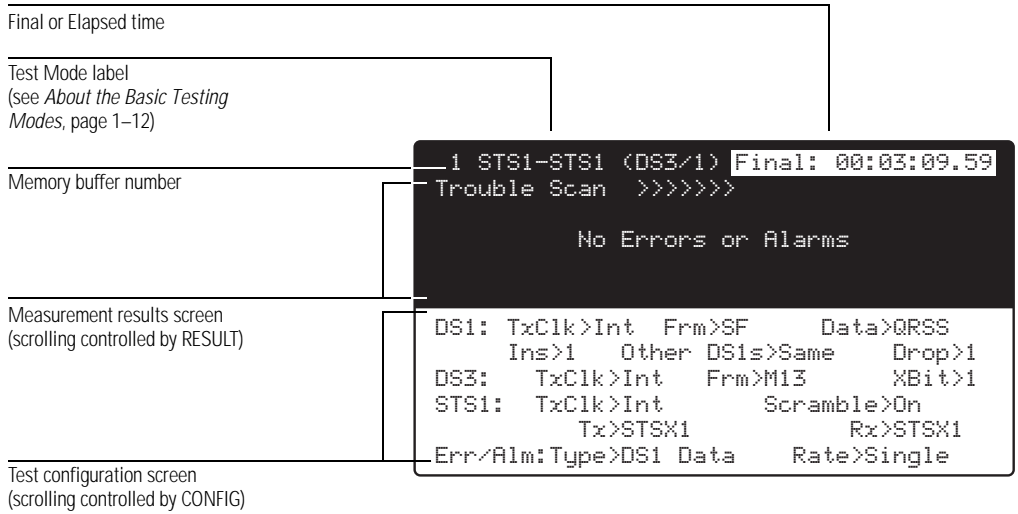 Final or Elapsed time
Test Mode label
(see About the Basic Testing
Modes, page 1–12)
Memory buffer number
Measurement results screen
(scrolling controlled by RESULT)
Test configuration screen
(scrolling controlled by CONFIG)
1 STS1-STS1 (DS3/1) Final: 00:03:09.59
Trouble Scan >>>>>>>
No Errors or Alarms
DS1: TxClk>Int Frm>SF Data>QRSS
Ins>1 Other DS1s>Same Drop>1
DS3: TxClk>Int Frm>M13 XBit>1
STS1: TxClk>Int Scramble>On
Tx>STSX1 Rx>STSX1
Err/Alm:Type>DS1 Data Rate>Single